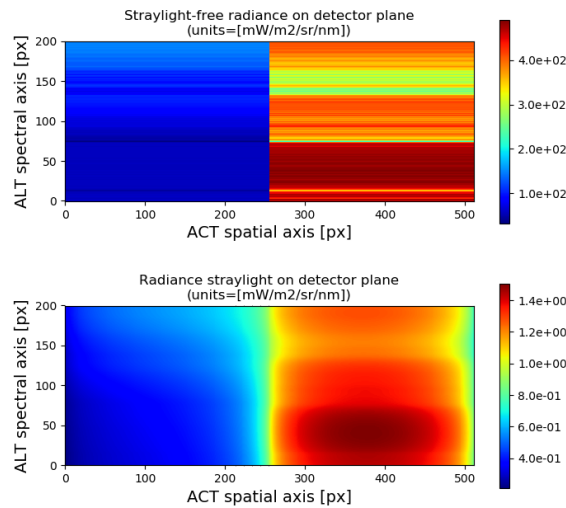 Straylight-free radiance on detector plane
(units=[mW/m2/sr/nm])
ALT spectral axis [px]
200
150
100
50
0
0 100 200 300 400 500
ACT spatial axis [px]
4.0e+02
3.0e+02
2.0e+02
1.0e+02
Radiance straylight on detector plane
(units=[mW/m2/sr/nm])
ALT spectral axis [px]
200
150
100
50
0
0 100 200 300 400 500
ACT spatial axis [px]
1.4e+00
1.2e+00
1.0e+00
8.0e-01
6.0e-01
4.0e-01